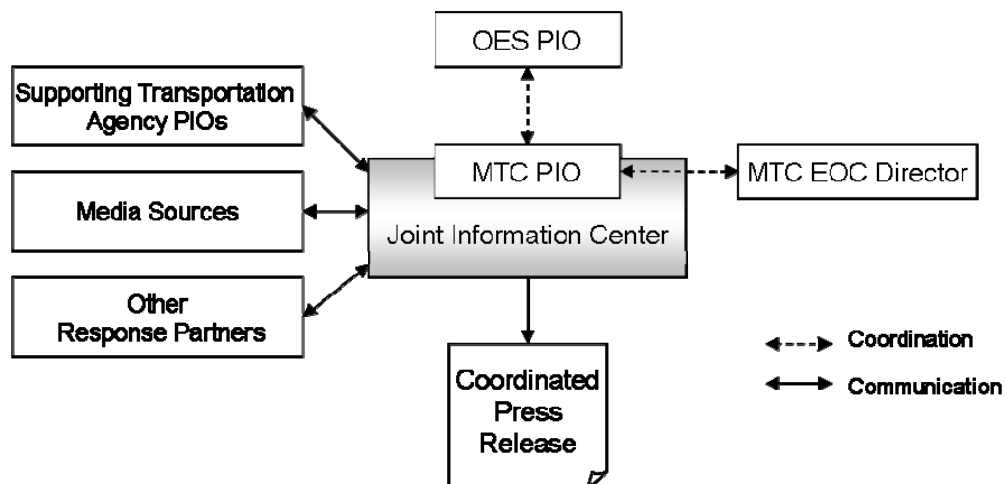 OES PIO
Supporting Transportation
Agency PIOs
MTC PIO
MTC EOC Director
Media Sources
Joint Information Center
Other
Response Partners
Coordination
Communication
Coordinated
Press
Release